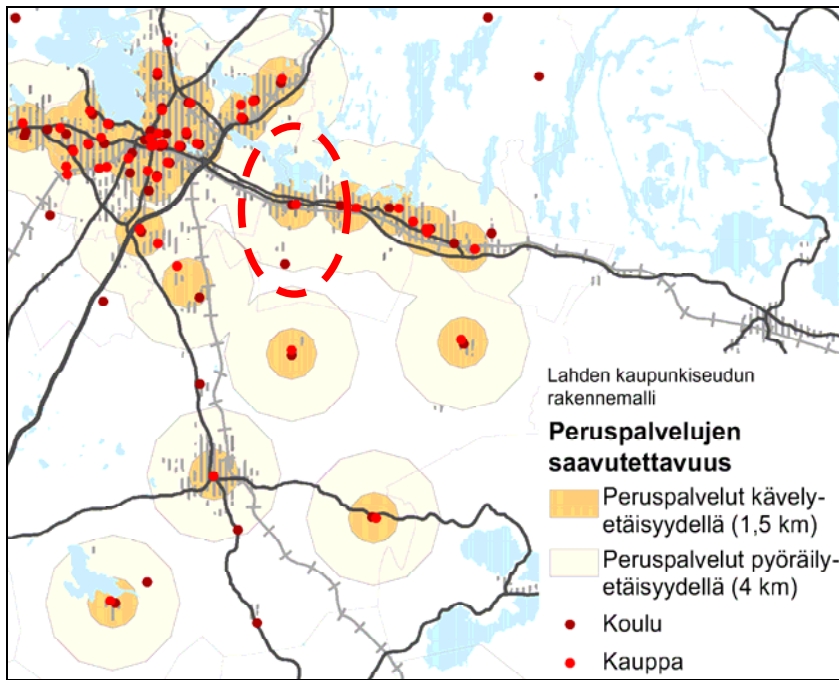 Lahden kaupunkiseudun
rakennemalli
Peruspalvelujen
saavutettavuus
Peruspalvelut kävely-
etäisyydellä (1,5 km)
Peruspalvelut pyöräily-
etäisyydellä (4 km)
Koulu
Kauppa